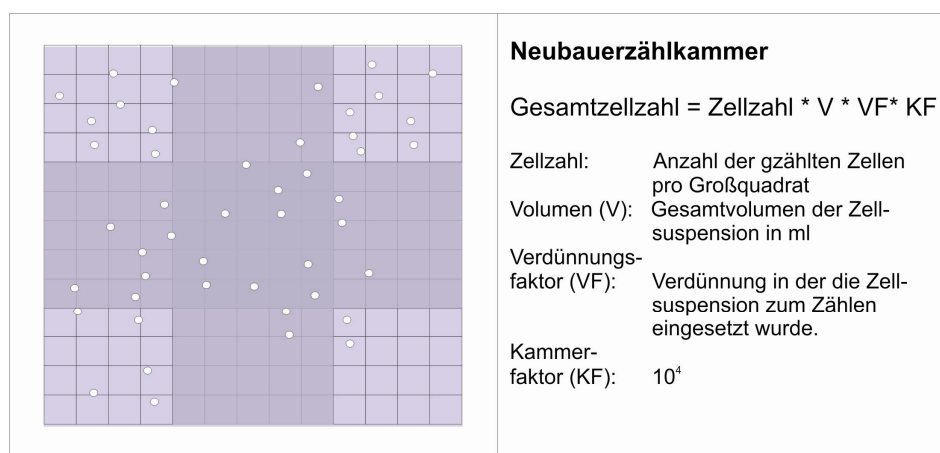 Neubauerzählkammer
Gesamtzellzahl = Zellzahl * V * VF* KF
Zellzahl: Anzahl der gzählten Zellen
pro Großquadrat
Volumen (V): Gesamtvolumen der Zell-
suspension in ml
Verdünnungs-
faktor (VF): Verdünnung in der die Zell-
suspension zum Zählen
eingesetzt wurde.
Kammer-
faktor (KF): 10⁴